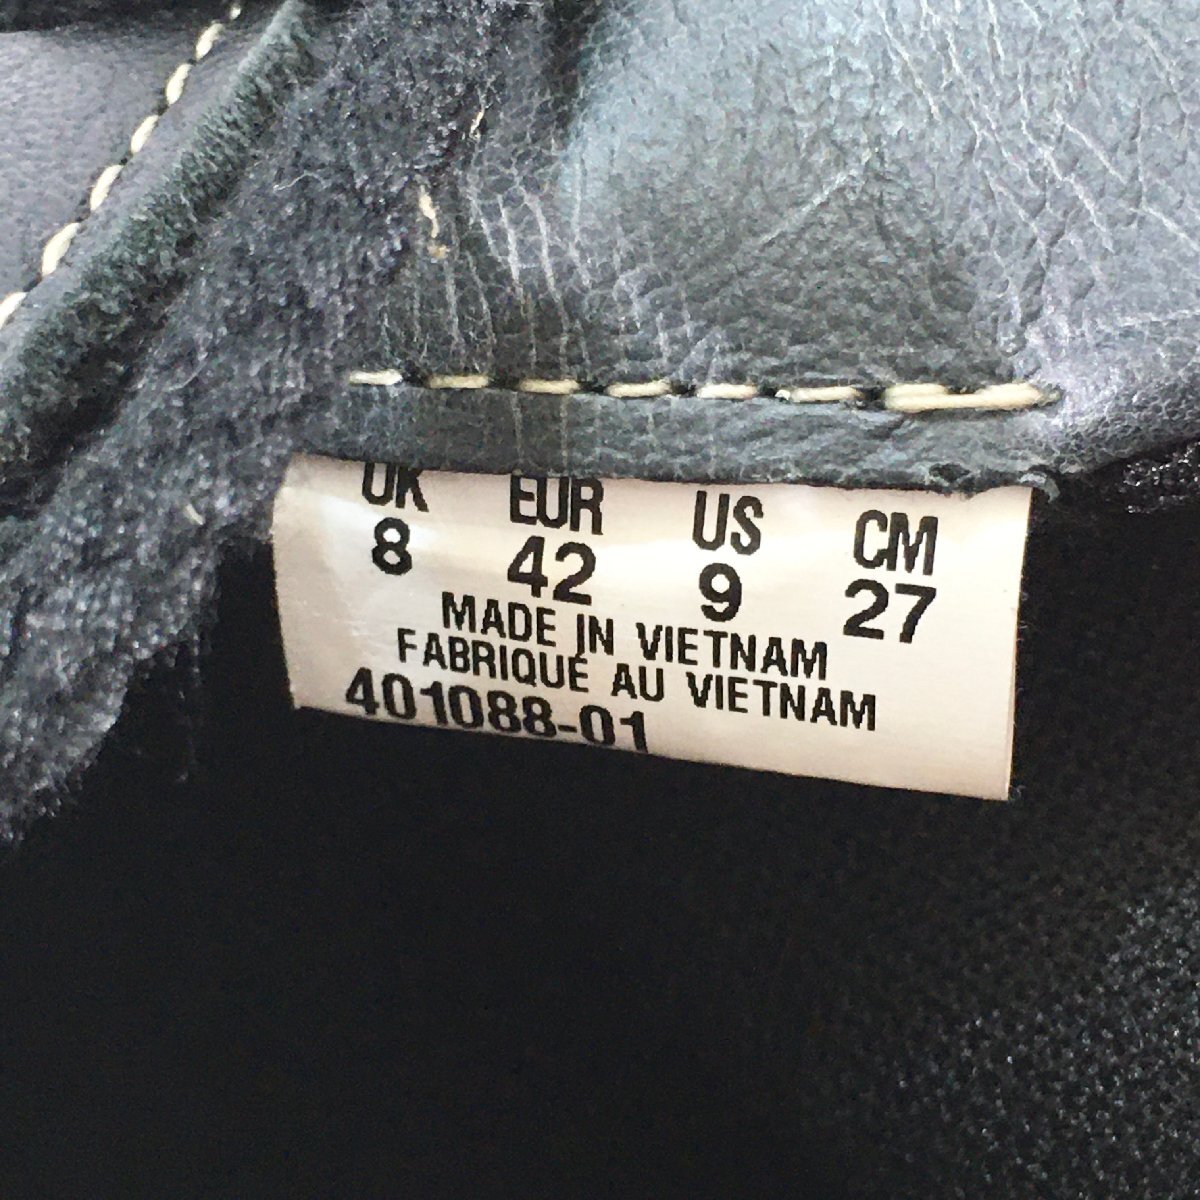 UK EUR US CM
8 42 9 27
MADE IN VIETNAM
FABRIQUÉ AU VIETNAM
401088-01